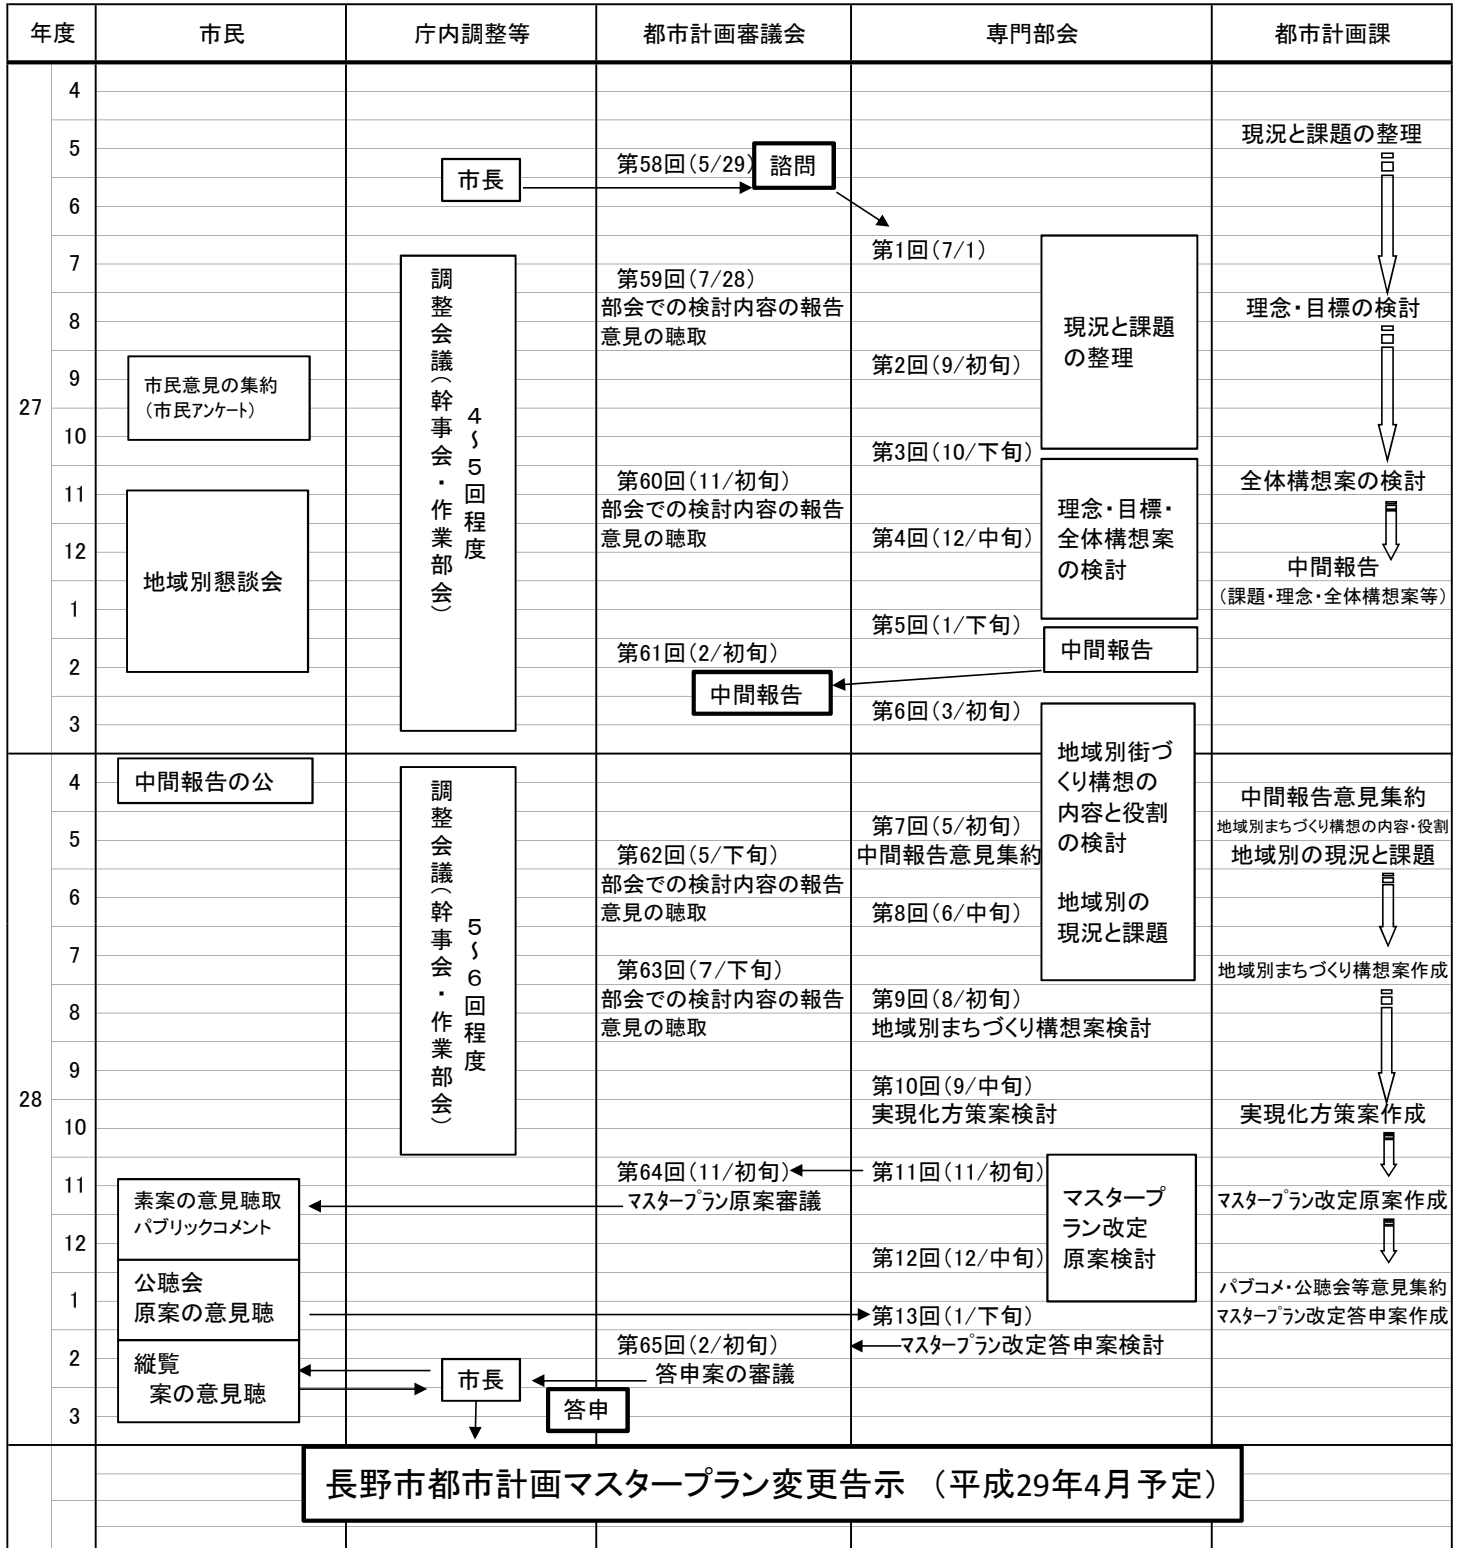 年度 市民 庁内調整等 都市計画審議会 専門部会 都市計画課
27
4
5
6
7
8
9
10
11
12
1
2
3
28
4
5
6
7
8
9
10
11
12
1
2
3
市民意見の集約
（市民アンケート）
地域別懇談会
中間報告の公
素案の意見聴取
パブリックコメント
公聴会
原案の意見聴
縦覧
案の意見聴
市長
調整会議（幹事会・作業部会）
４～５回程度
調整会議（幹事会・作業部会）
５～６回程度
市長
第58回（5/29）
諮問
第59回（7/28）
部会での検討内容の報告
意見の聴取
第60回（11/初旬）
部会での検討内容の報告
意見の聴取
第61回（2/初旬）
中間報告
第62回（5/下旬）
部会での検討内容の報告
意見の聴取
第63回（7/下旬）
部会での検討内容の報告
意見の聴取
第64回（11/初旬）
マスタープラン原案審議
第65回（2/初旬）
答申案の審議
答申
第1回（7/1）
第2回（9/初旬）
第3回（10/下旬）
第4回（12/中旬）
第5回（1/下旬）
第6回（3/初旬）
第7回（5/初旬）
中間報告意見集約
第8回（6/中旬）
第9回（8/初旬）
地域別まちづくり構想案検討
第10回（9/中旬）
実現化方策案検討
第11回（11/初旬）
第12回（12/中旬）
第13回（1/下旬）
マスタープラン改定答申案検討
現況と課題
の整理
理念・目標・
全体構想案
の検討
中間報告
地域別街づ
くり構想の
内容と役割
の検討
地域別の
現況と課題
マスタープ
ラン改定
原案検討
現況と課題の整理
理念・目標の検討
全体構想案の検討
中間報告
（課題・理念・全体構想案等）
中間報告意見集約
地域別まちづくり構想の内容・役割
地域別の現況と課題
地域別まちづくり構想案作成
実現化方策案作成
マスタープラン改定原案作成
パブコメ・公聴会等意見集約
マスタープラン改定答申案作成
長野市都市計画マスタープラン変更告示 （平成29年4月予定）